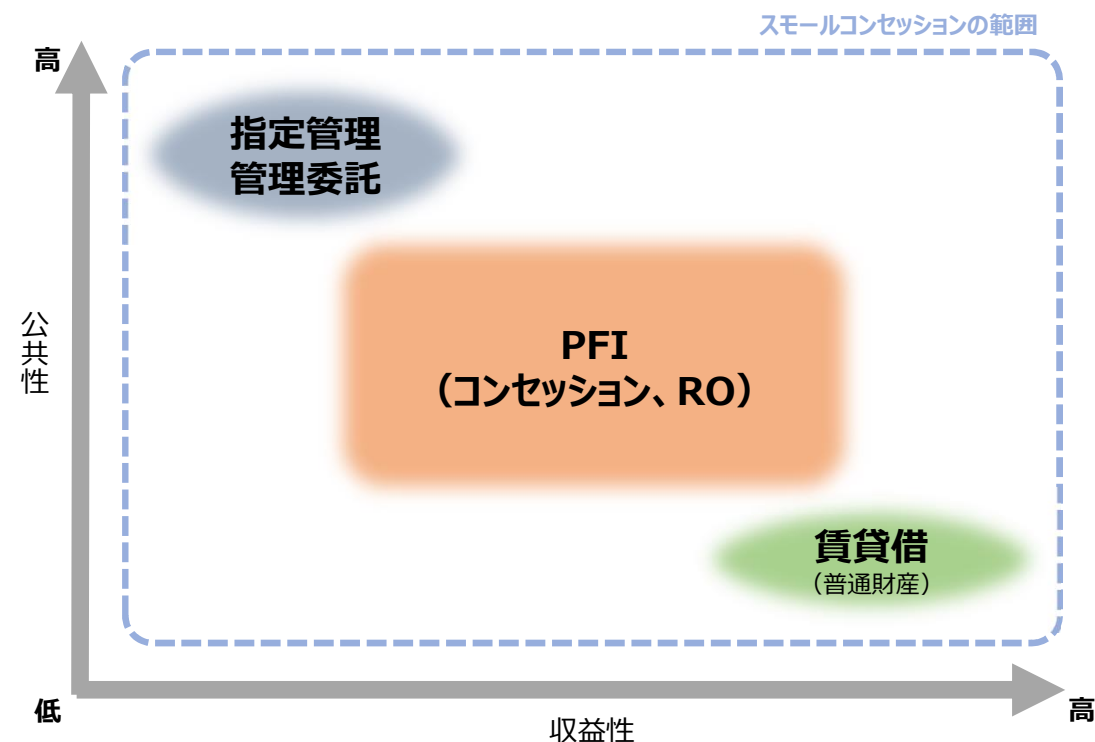 スモールコンセッションの範囲
高
指定管理
管理委託
公共性
PFI
（コンセッション、RO）
賃貸借
（普通財産）
低
収益性
高